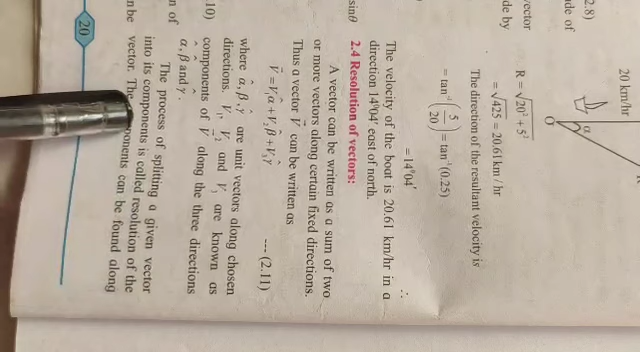 20 km/hr
O
α
R = √20² + 5²
= √425 = 20.61 km / hr
The direction of the resultant velocity is
= tan⁻¹ (5/20) = tan⁻¹ (0.25)
∴ = 14°04'
The velocity of the boat is 20.61 km/hr in a
direction 14°04' east of north.
2.4 Resolution of vectors:
A vector can be written as a sum of two
or more vectors along certain fixed directions.
Thus a vector V⃗ can be written as
V⃗ = V₁α̂ + V₂β̂ + V₃γ̂ --- (2.11)
where α̂, β̂, γ̂ are unit vectors along chosen
directions. V₁, V₂ and V₃ are known as
components of V⃗ along the three directions
α̂, β̂ and γ̂.
The process of splitting a given vector
into its components is called resolution of the
vector. The can be found along
20
2.8)
de of
vector
de by
sinθ
10)
n of
n be